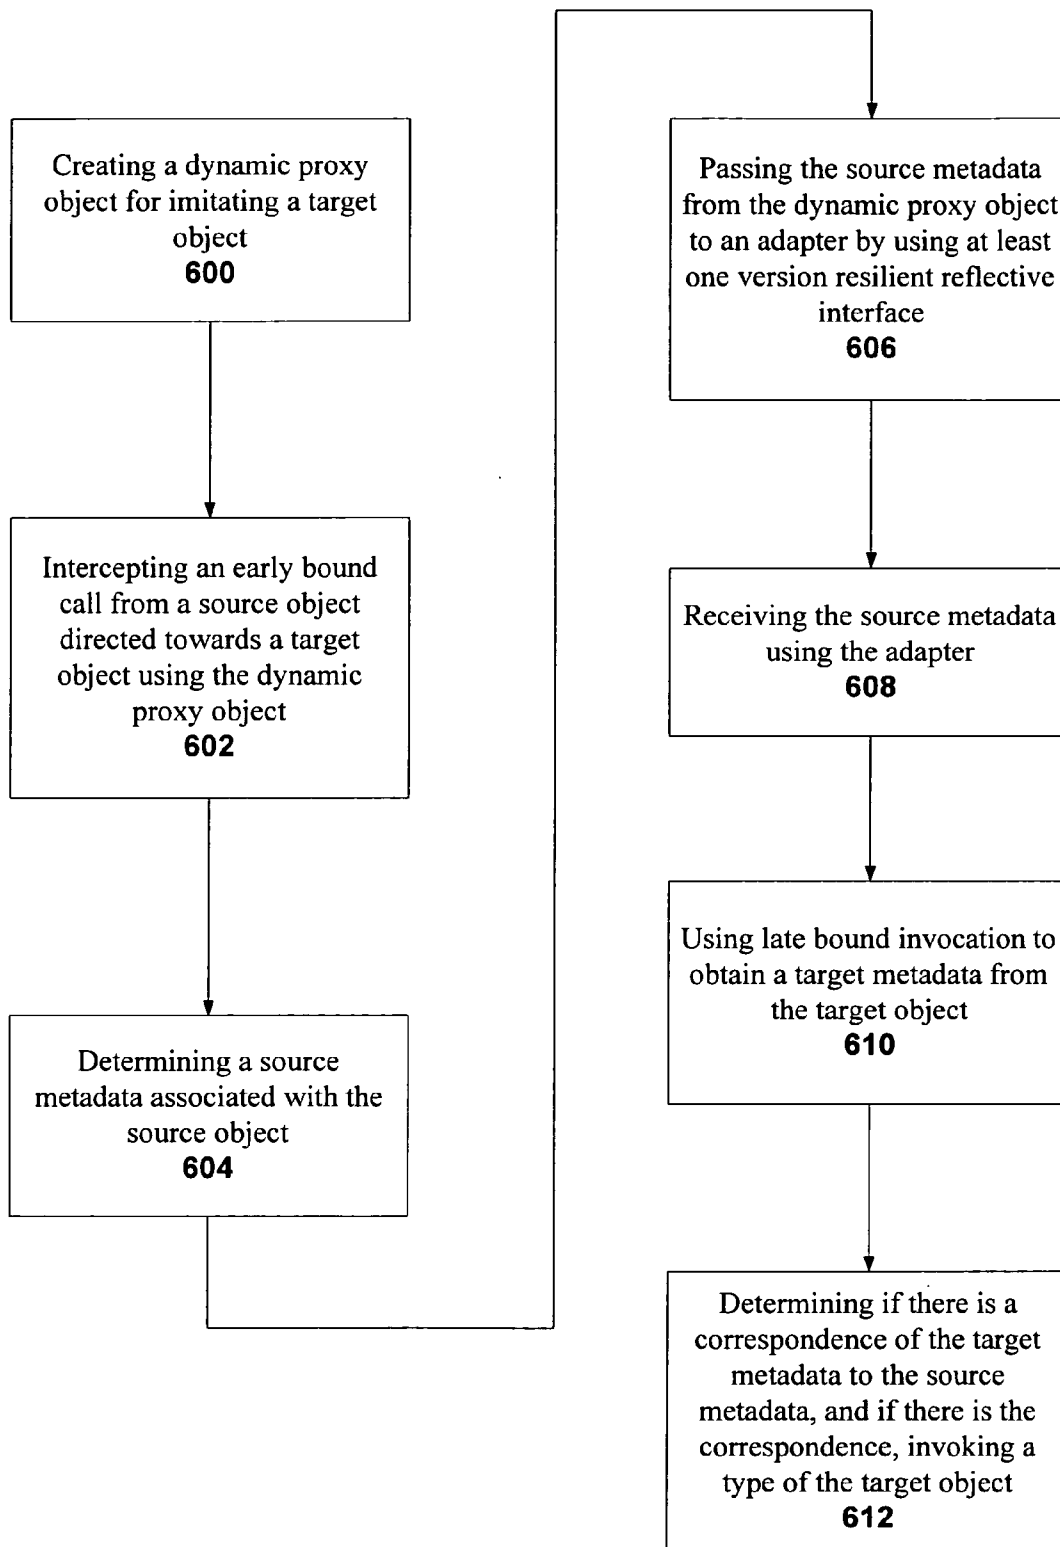 Creating a dynamic proxy
object for imitating a target
object
600
Intercepting an early bound
call from a source object
directed towards a target
object using the dynamic
proxy object
602
Determining a source
metadata associated with the
source object
604
Passing the source metadata
from the dynamic proxy object
to an adapter by using at least
one version resilient reflective
interface
606
Receiving the source metadata
using the adapter
608
Using late bound invocation to
obtain a target metadata from
the target object
610
Determining if there is a
correspondence of the target
metadata to the source
metadata, and if there is the
correspondence, invoking a
type of the target object
612